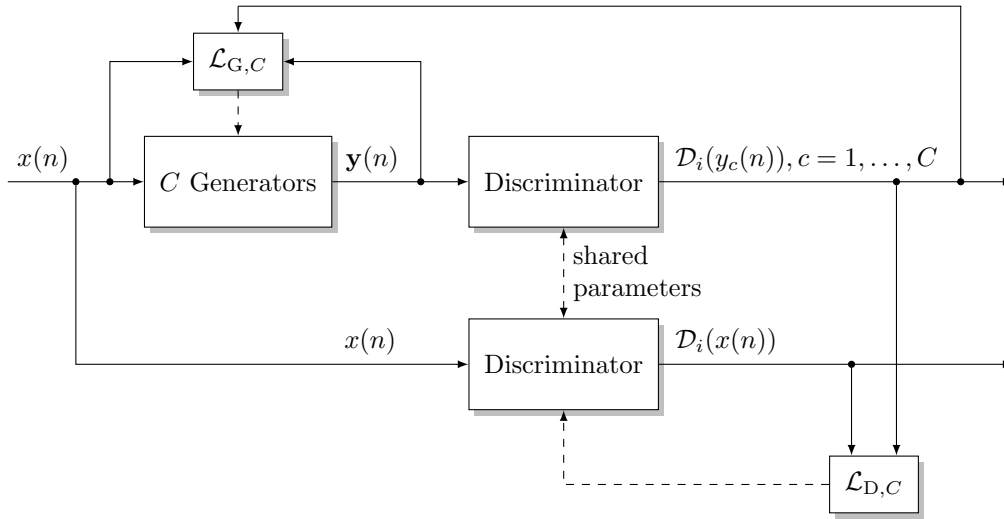 𝓛_{G,C}
x(n)
C Generators
𝐲(n)
Discriminator
𝒟_i(y_c(n)), c = 1, …, C
shared
parameters
x(n)
Discriminator
𝒟_i(x(n))
𝓛_{D,C}